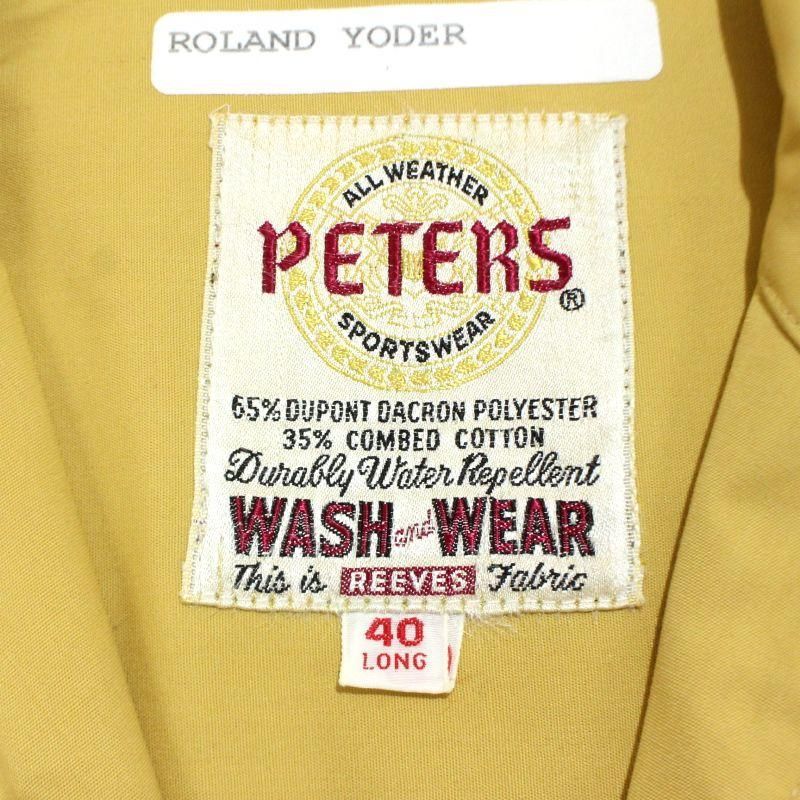 ROLAND YODER
ALL WEATHER
PETERS®
SPORTSWEAR
65% DUPONT DACRON POLYESTER
35% COMBED COTTON
Durably Water Repellent
WASH and WEAR
This is REEVES Fabric
40
LONG